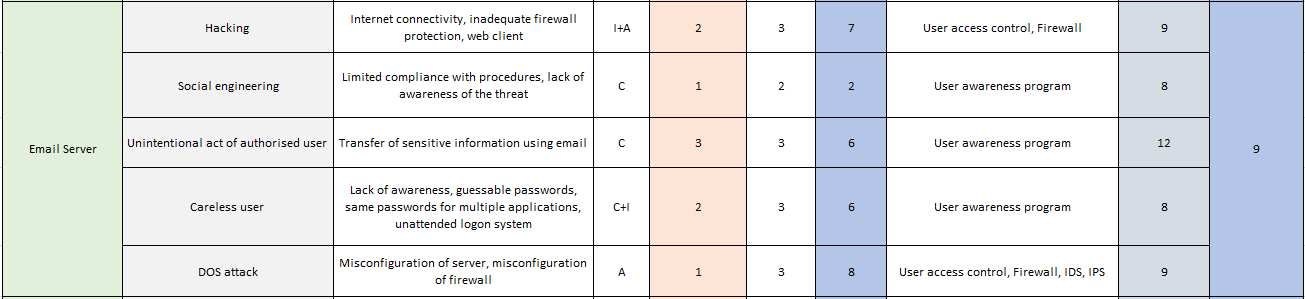 Email Server
Hacking
Internet connectivity, inadequate firewall
protection, web client
I+A
2
3
7
User access control, Firewall
9
9
Social engineering
Limited compliance with procedures, lack of
awareness of the threat
C
1
2
2
User awareness program
8
Unintentional act of authorised user
Transfer of sensitive information using email
C
3
3
6
User awareness program
12
Careless user
Lack of awareness, guessable passwords,
same passwords for multiple applications,
unattended logon system
C+I
2
3
6
User awareness program
8
DOS attack
Misconfiguration of server, misconfiguration
of firewall
A
1
3
8
User access control, Firewall, IDS, IPS
9